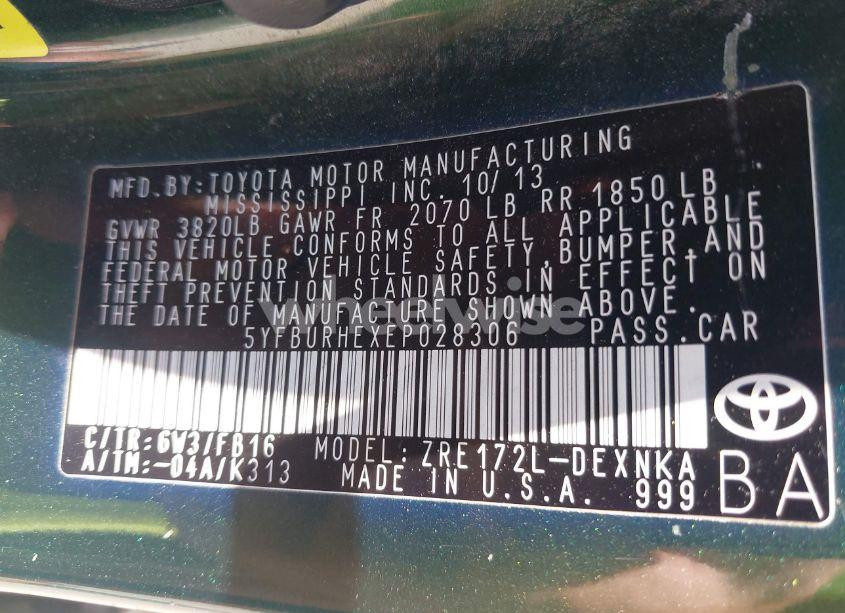 MFD. BY: TOYOTA MOTOR MANUFACTURING
MISSISSIPPI INC. 10/13
GVWR 3820LB GAWR FR 2070 LB RR 1850 LB
THIS VEHICLE CONFORMS TO ALL APPLICABLE
FEDERAL MOTOR VEHICLE SAFETY, BUMPER, AND
THEFT PREVENTION STANDARDS IN EFFECT ON
THE DATE OF MANUFACTURE SHOWN ABOVE.
wheelwise
5YFBURHEXEP028306 PASS. CAR
C/TR: 6W3/FB16 MODEL: ZRE172L-DEXNKA
A/TM: -04A/K313 MADE IN U.S.A. 999 BA